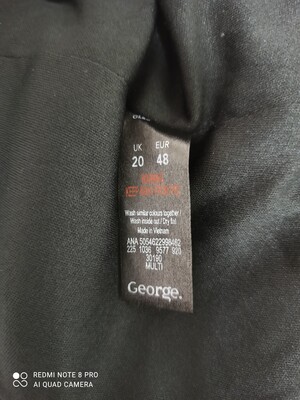 UK EUR
20 48
Wash similar colours together /
Wash inside out / Dry flat
Made in Vietnam
ANA 5054622998462
225 1036 9577 920
30190
MULTI
George.
REDMI NOTE 8 PRO
AI QUAD CAMERA